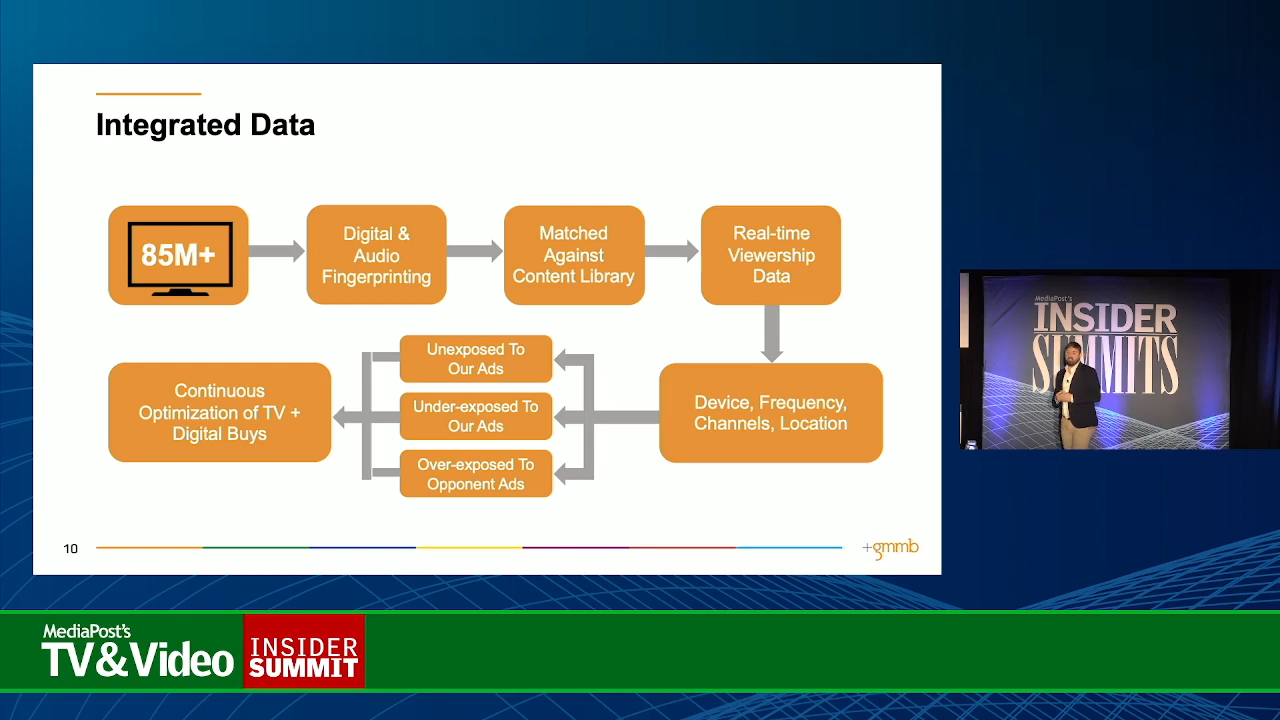 Integrated Data
85M+
Digital &
Audio
Fingerprinting
Matched
Against
Content Library
Real-time
Viewership
Data
Device, Frequency,
Channels, Location
Unexposed To
Our Ads
Under-exposed To
Our Ads
Over-exposed To
Opponent Ads
Continuous
Optimization of TV +
Digital Buys
10
+gmmb
MediaPost's
INSIDER
SUMMITS
MediaPost's
TV&Video
INSIDER
SUMMIT